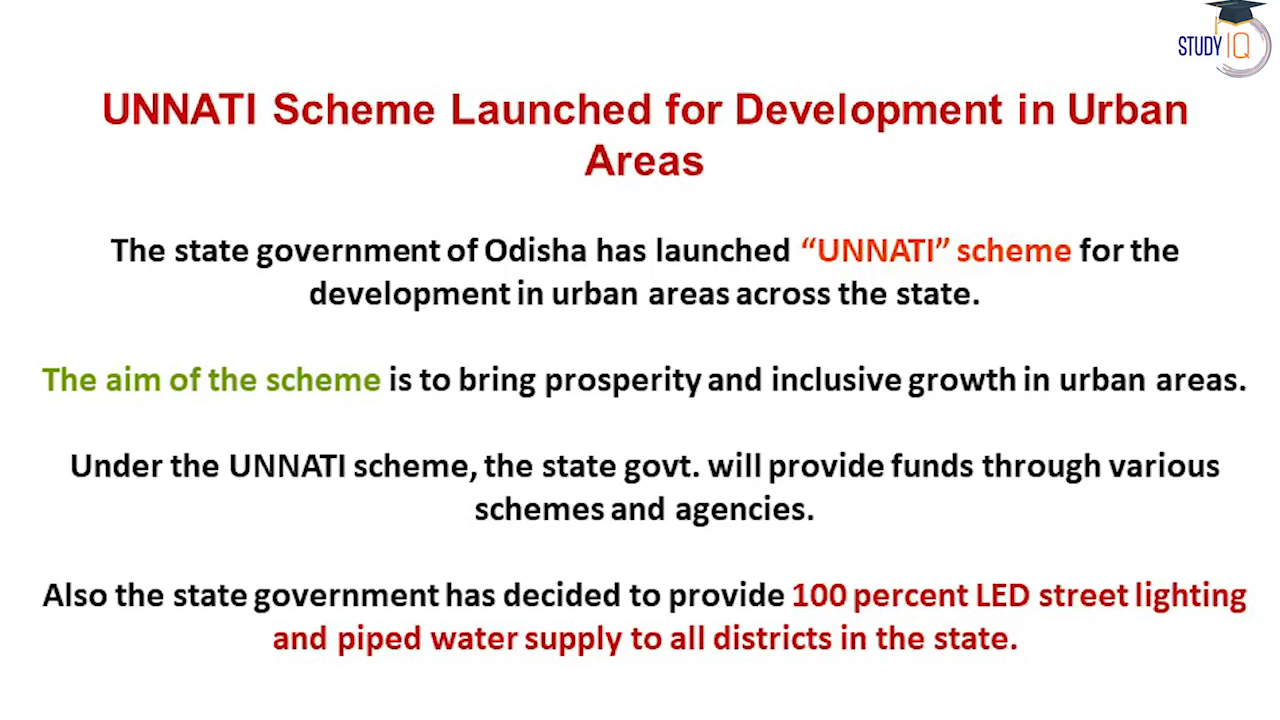 STUDY IQ
UNNATI Scheme Launched for Development in Urban
Areas
The state government of Odisha has launched “UNNATI” scheme for the
development in urban areas across the state.
The aim of the scheme is to bring prosperity and inclusive growth in urban areas.
Under the UNNATI scheme, the state govt. will provide funds through various
schemes and agencies.
Also the state government has decided to provide 100 percent LED street lighting
and piped water supply to all districts in the state.